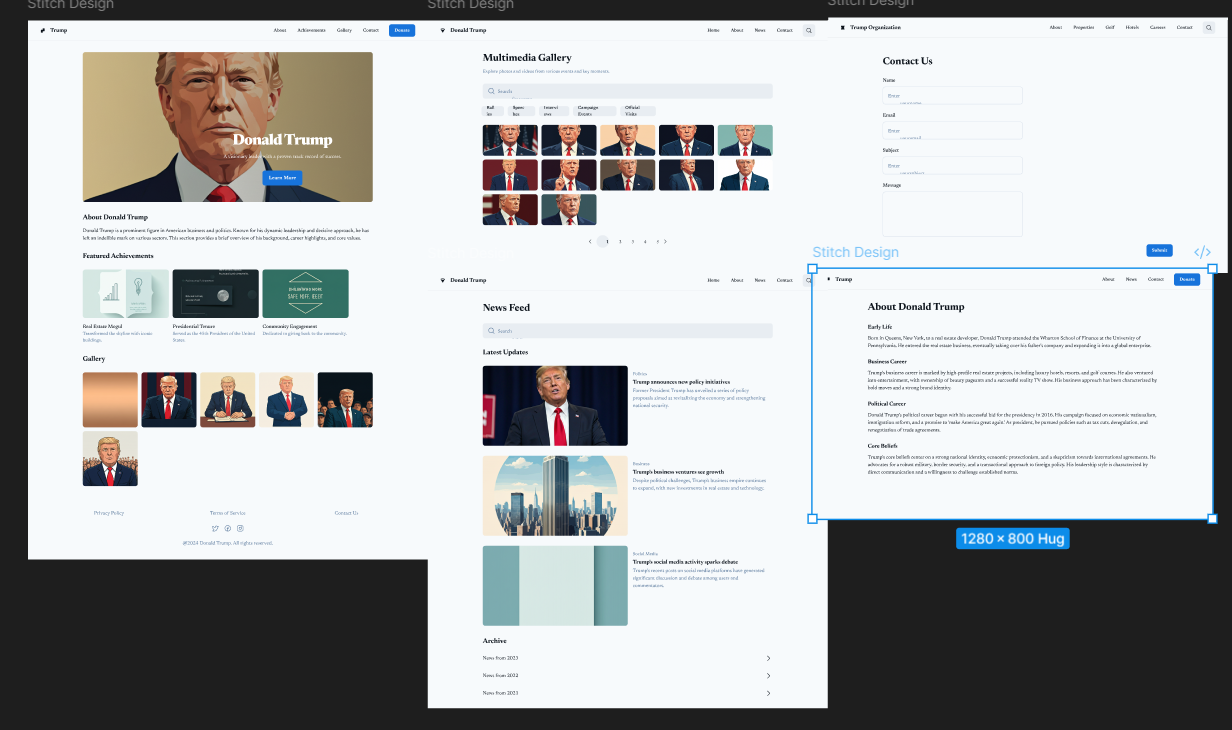 Stitch Design
Trump
About
Achievements
Gallery
Contact
Donate
Donald Trump
A visionary leader with a proven track record of success.
Learn More
About Donald Trump
Donald Trump is a prominent figure in American business and politics. Known for his dynamic leadership and decisive approach, he has
left an indelible mark on various sectors. This section provides a brief overview of his background, career highlights, and core values.
Featured Achievements
SAFE NOFF. BEGIT
Real Estate Mogul
Transformed the skyline with iconic
buildings.
Presidential Tenure
Served as the 45th President of the United
States.
Community Engagement
Dedicated to giving back to the community.
Gallery
Privacy Policy
Terms of Service
Contact Us
@2024 Donald Trump. All rights reserved.
Stitch Design
Donald Trump
Home
About
News
Contact
Multimedia Gallery
Explore photos and videos from various events and key moments.
Search
Rall
ies
Spee
ches
Intervi
ews
Campaign
Events
Official
Visits
1
2
3
4
5
Donald Trump
Home
About
News
Contact
News Feed
Search
Latest Updates
Politics
Trump announces new policy initiatives
Former President Trump has unveiled a series of policy
proposals aimed at revitalizing the economy and strengthening
national security.
Business
Trump's business ventures see growth
Despite political challenges, Trump's business empire continues
to expand, with new investments in real estate and technology.
Social Media
Trump's social media activity sparks debate
Trump's recent posts on social media platforms have generated
significant discussion and debate among users and
commentators.
Archive
News from 2023
News from 2022
News from 2021
Stitch Design
Trump Organization
About
Properties
Golf
Hotels
Careers
Contact
Contact Us
Name
Enter
Email
Enter
Subject
Enter
Message
Submit
Stitch Design
Trump
About
News
Contact
Donate
About Donald Trump
Early Life
Born in Queens, New York, to a real estate developer, Donald Trump attended the Wharton School of Finance at the University of
Pennsylvania. He entered the real estate business, eventually taking over his father's company and expanding it into a global enterprise.
Business Career
Trump's business career is marked by high-profile real estate projects, including luxury hotels, resorts, and golf courses. He also ventured
into entertainment, with ownership of beauty pageants and a successful reality TV show. His business approach has been characterized by
bold moves and a strong brand identity.
Political Career
Donald Trump's political career began with his successful bid for the presidency in 2016. His campaign focused on economic nationalism,
immigration reform, and a promise to 'make America great again.' As president, he pursued policies such as tax cuts, deregulation, and
renegotiation of trade agreements.
Core Beliefs
Trump's core beliefs center on a strong national identity, economic protectionism, and a skepticism towards international agreements. He
advocates for a robust military, border security, and a transactional approach to foreign policy. His leadership style is characterized by
direct communication and a willingness to challenge established norms.
1280 × 800 Hug